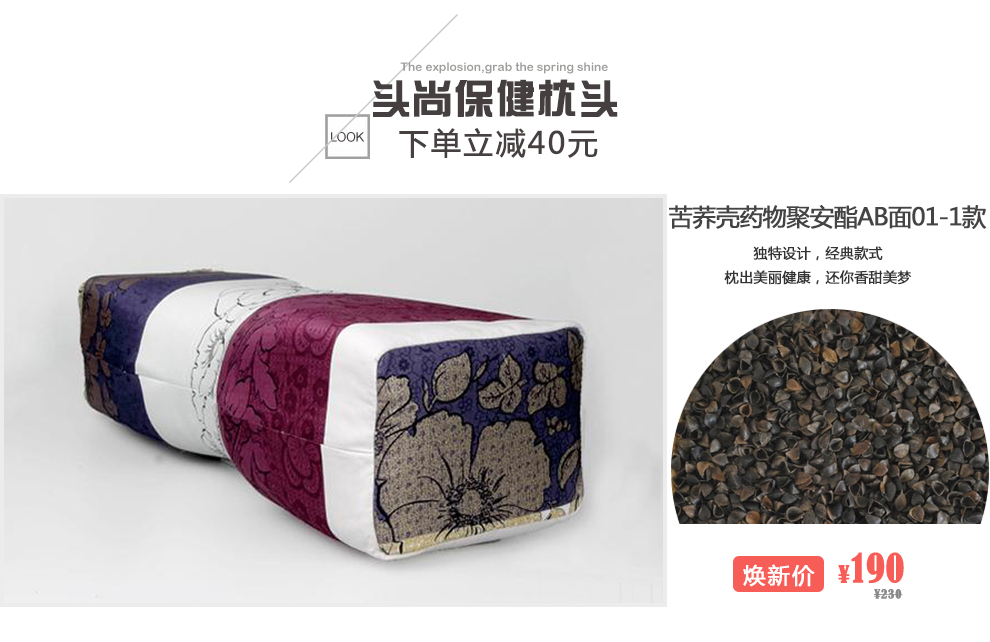 The explosion,grab the spring shine
头尚保健枕头
LOOK
下单立减40元
苦荞壳药物聚安酯AB面01-1款
独特设计，经典款式
枕出美丽健康，还你香甜美梦
焕新价
¥190
¥230